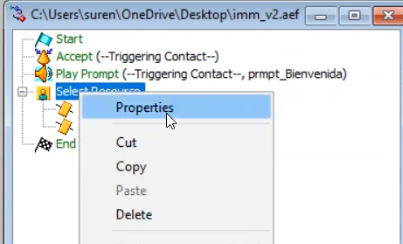 C:\Users\suren\OneDrive\Desktop\imm_v2.aef
Start
Accept (--Triggering Contact--)
Play Prompt (--Triggering Contact--, prmpt_Bienvenida)
Select Resource
Properties
End
Cut
Copy
Paste
Delete